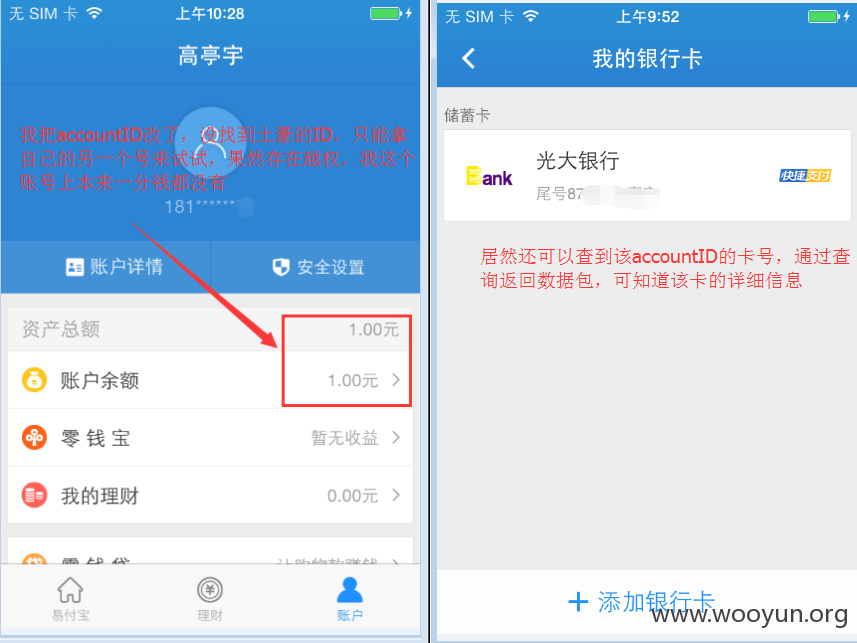 无 SIM 卡
上午10:28
高亭宇
我把accountID改了，没找到土豪的ID，只能拿
自己的另一个号来试试，果然存在越权，我这个
账号上本来一分钱都没有
181******
账户详情
安全设置
资产总额
1.00元
账户余额
1.00元
零 钱 宝
暂无收益
我的理财
0.00元
易付宝
理财
账户
无 SIM 卡
上午9:52
我的银行卡
储蓄卡
Bank
光大银行
尾号87
快捷支付
居然还可以查到该accountID的卡号，通过查
询返回数据包，可知道该卡的详细信息
添加银行卡
www.wooyun.org